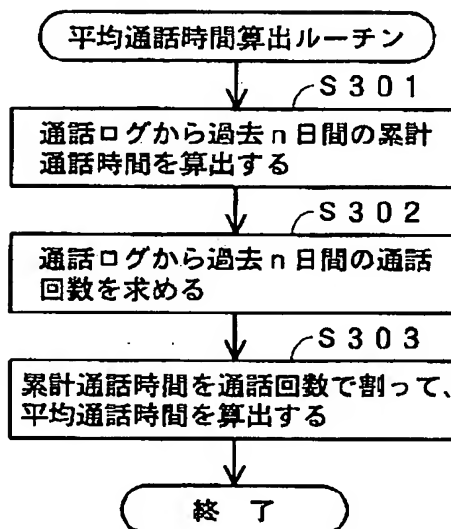 平均通話時間算出ルーチン
S301
通話ログから過去n日間の累計
通話時間を算出する
S302
通話ログから過去n日間の通話
回数を求める
S303
累計通話時間を通話回数で割って、
平均通話時間を算出する
終 了